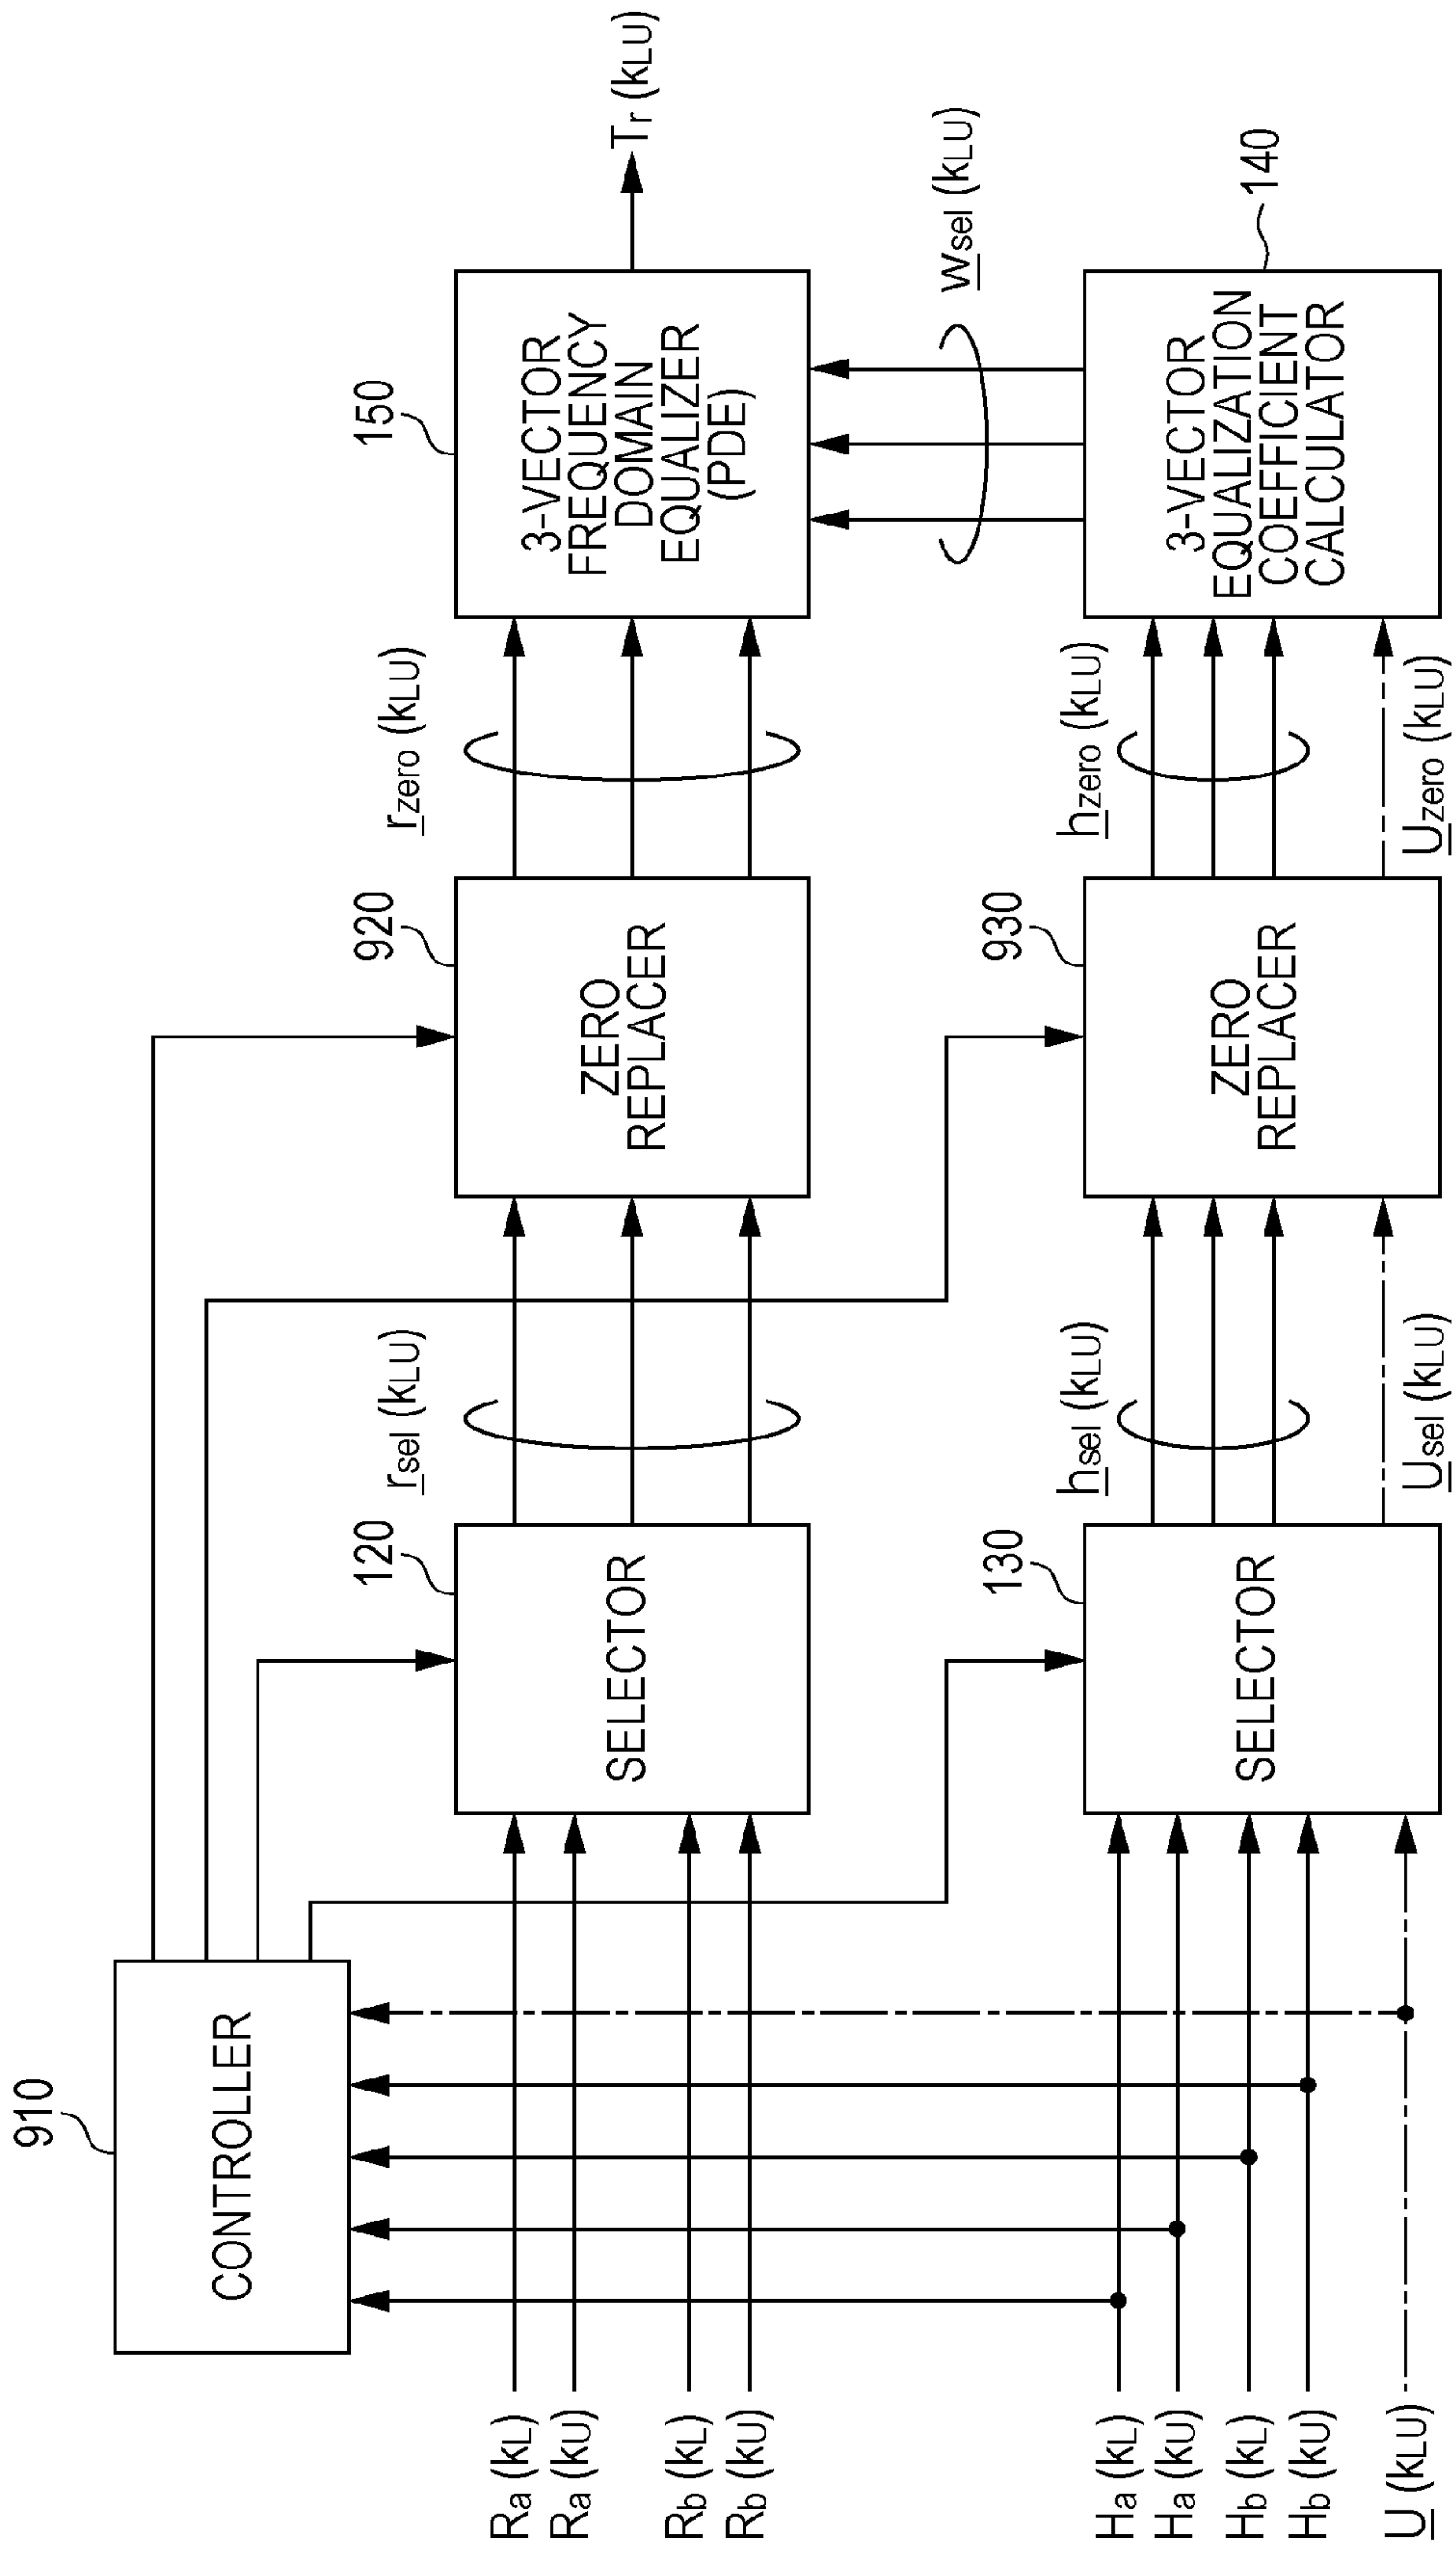 910
CONTROLLER
Ra (kL)
Ra (kU)
Rb (kL)
Rb (kU)
120
SELECTOR
rsel (kLU)
920
ZERO
REPLACER
rzero (kLU)
150
3-VECTOR
FREQUENCY
DOMAIN
EQUALIZER
(PDE)
Tr (kLU)
wsel (kLU)
Ha (kL)
Ha (kU)
Hb (kL)
Hb (kU)
U (kLU)
130
SELECTOR
hsel (kLU)
Usel (kLU)
930
ZERO
REPLACER
hzero (kLU)
Uzero (kLU)
140
3-VECTOR
EQUALIZATION
COEFFICIENT
CALCULATOR